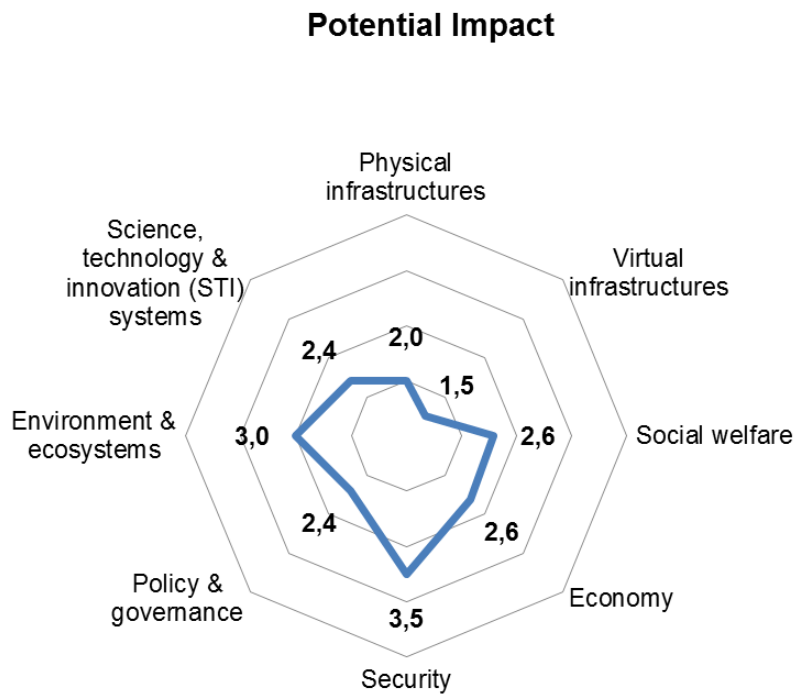 Potential Impact
Physical
infrastructures
Science,
technology &
innovation (STI)
systems
Virtual
infrastructures
2,0
2,4
1,5
Environment &
ecosystems
3,0
2,6
Social welfare
2,4
2,6
Policy &
governance
Economy
3,5
Security